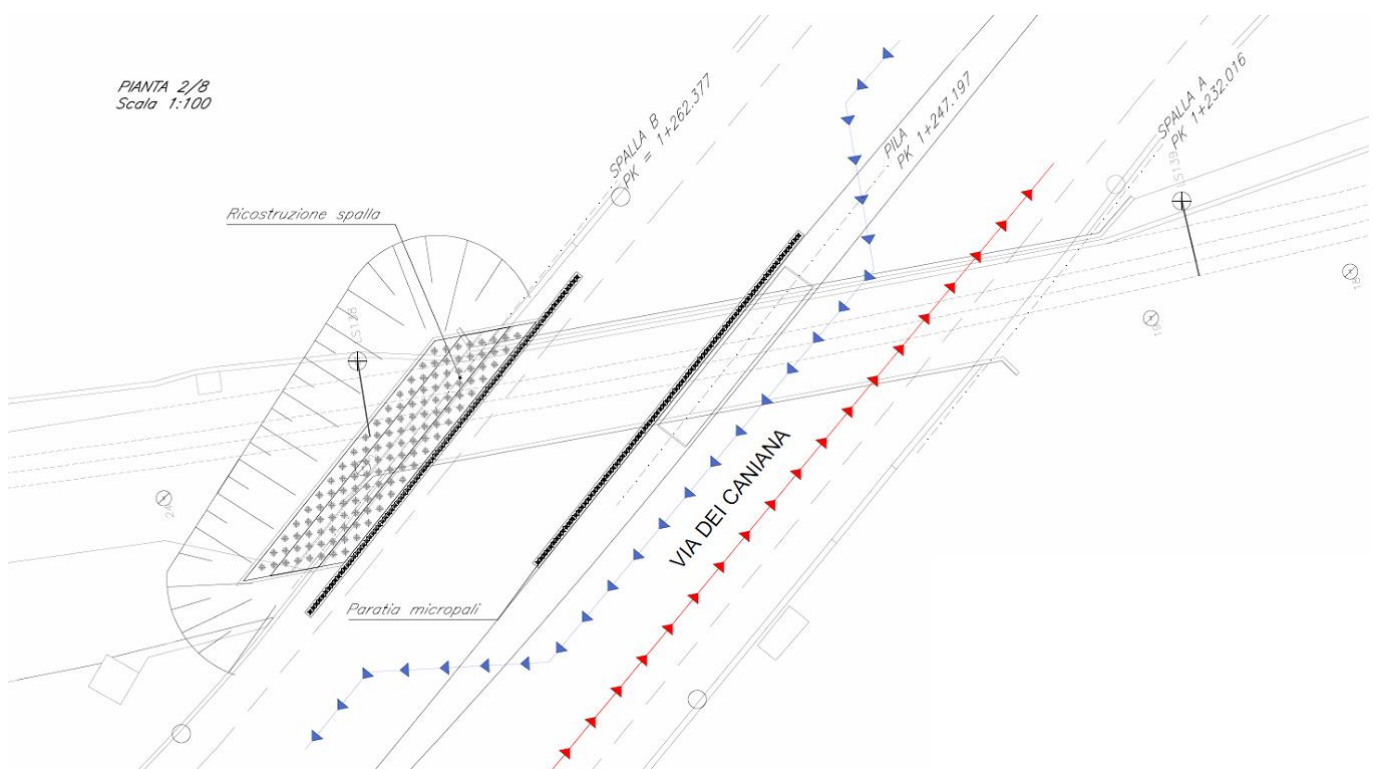 PIANTA 2/8
Scala 1:100
SPALLA B
PK = 1+262.377
PILA
PK 1+247.197
SPALLA A
PK 1+232.016
LS139
Ricostruzione spalla
VIA DEI CANIANA
Paratia micropali